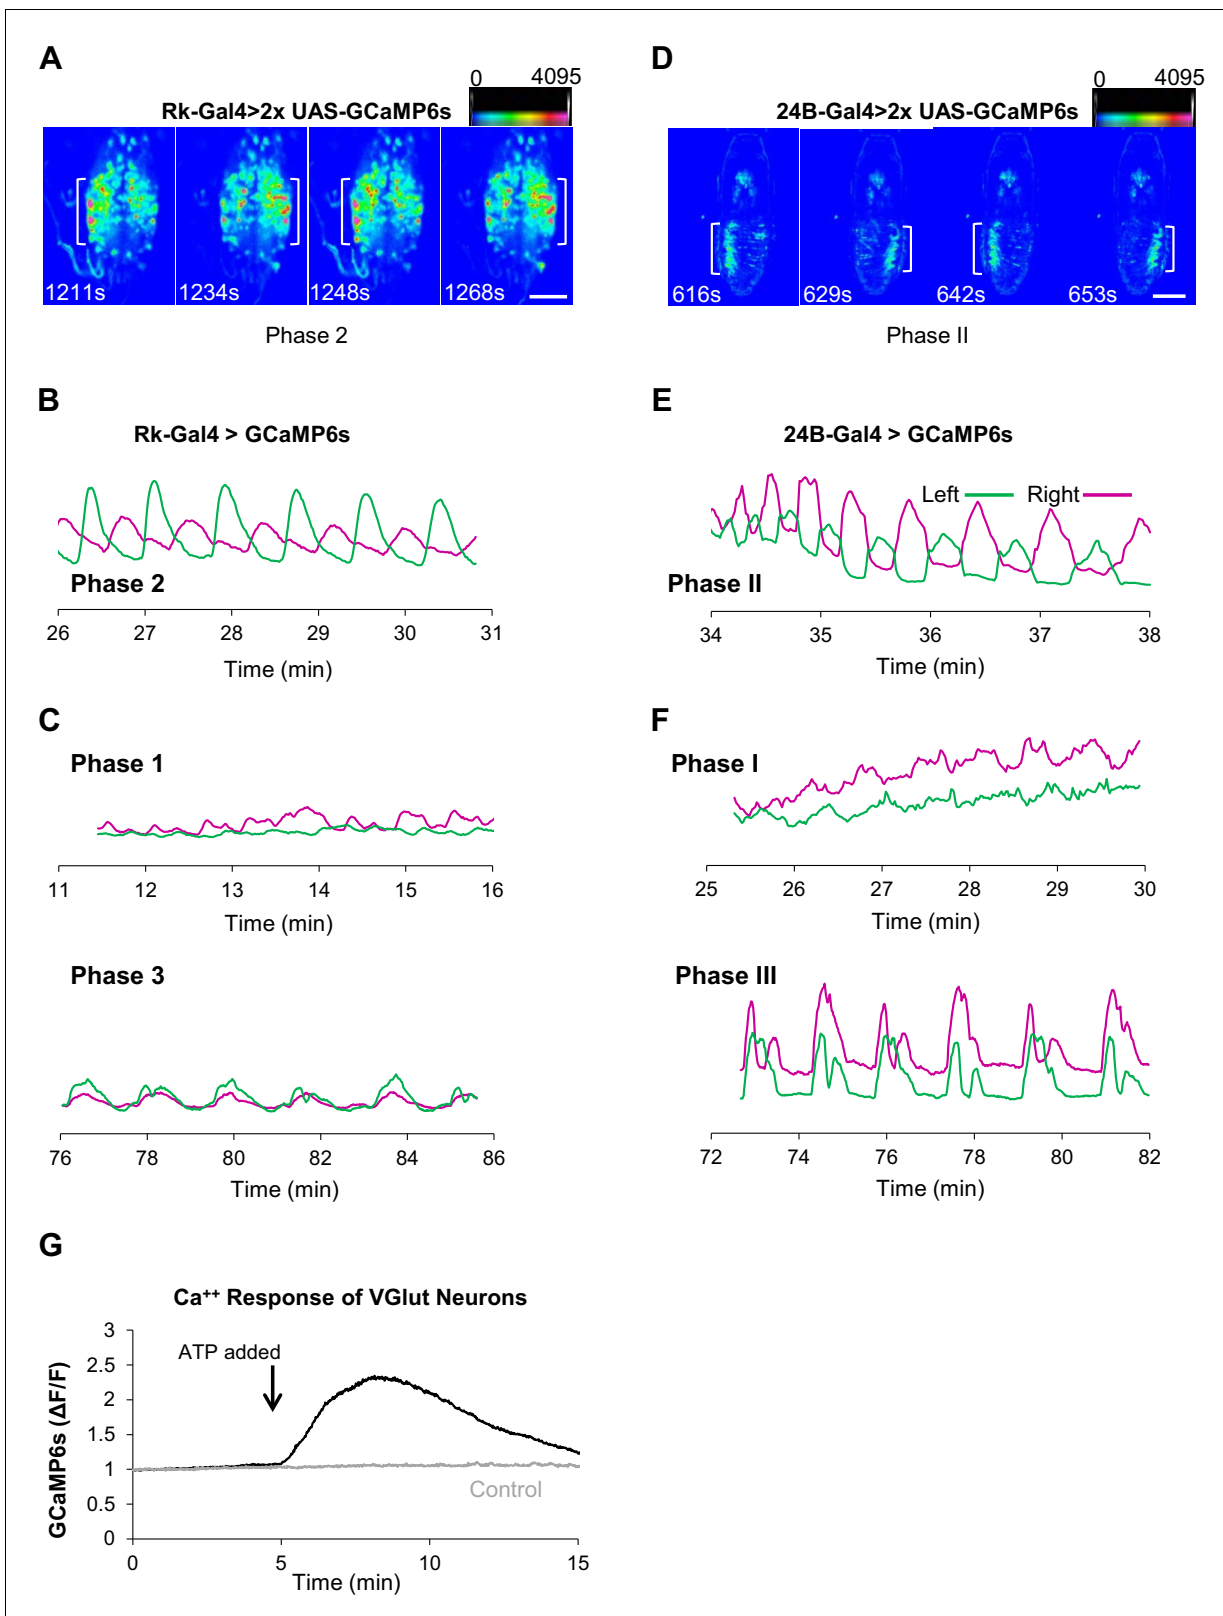 A
0 4095
Rk-Gal4>2x UAS-GCaMP6s
1211s 1234s 1248s 1268s
Phase 2
B
Rk-Gal4 > GCaMP6s
Phase 2
26 27 28 29 30 31
Time (min)
C
Phase 1
11 12 13 14 15 16
Time (min)
Phase 3
76 78 80 82 84 86
Time (min)
D
0 4095
24B-Gal4>2x UAS-GCaMP6s
616s 629s 642s 653s
Phase II
E
24B-Gal4 > GCaMP6s
Left Right
Phase II
34 35 36 37 38
Time (min)
F
Phase I
25 26 27 28 29 30
Time (min)
Phase III
72 74 76 78 80 82
Time (min)
G
Ca⁺⁺ Response of VGlut Neurons
GCaMP6s (ΔF/F)
3
2.5
2
1.5
1
0.5
0
ATP added
Control
0 5 10 15
Time (min)